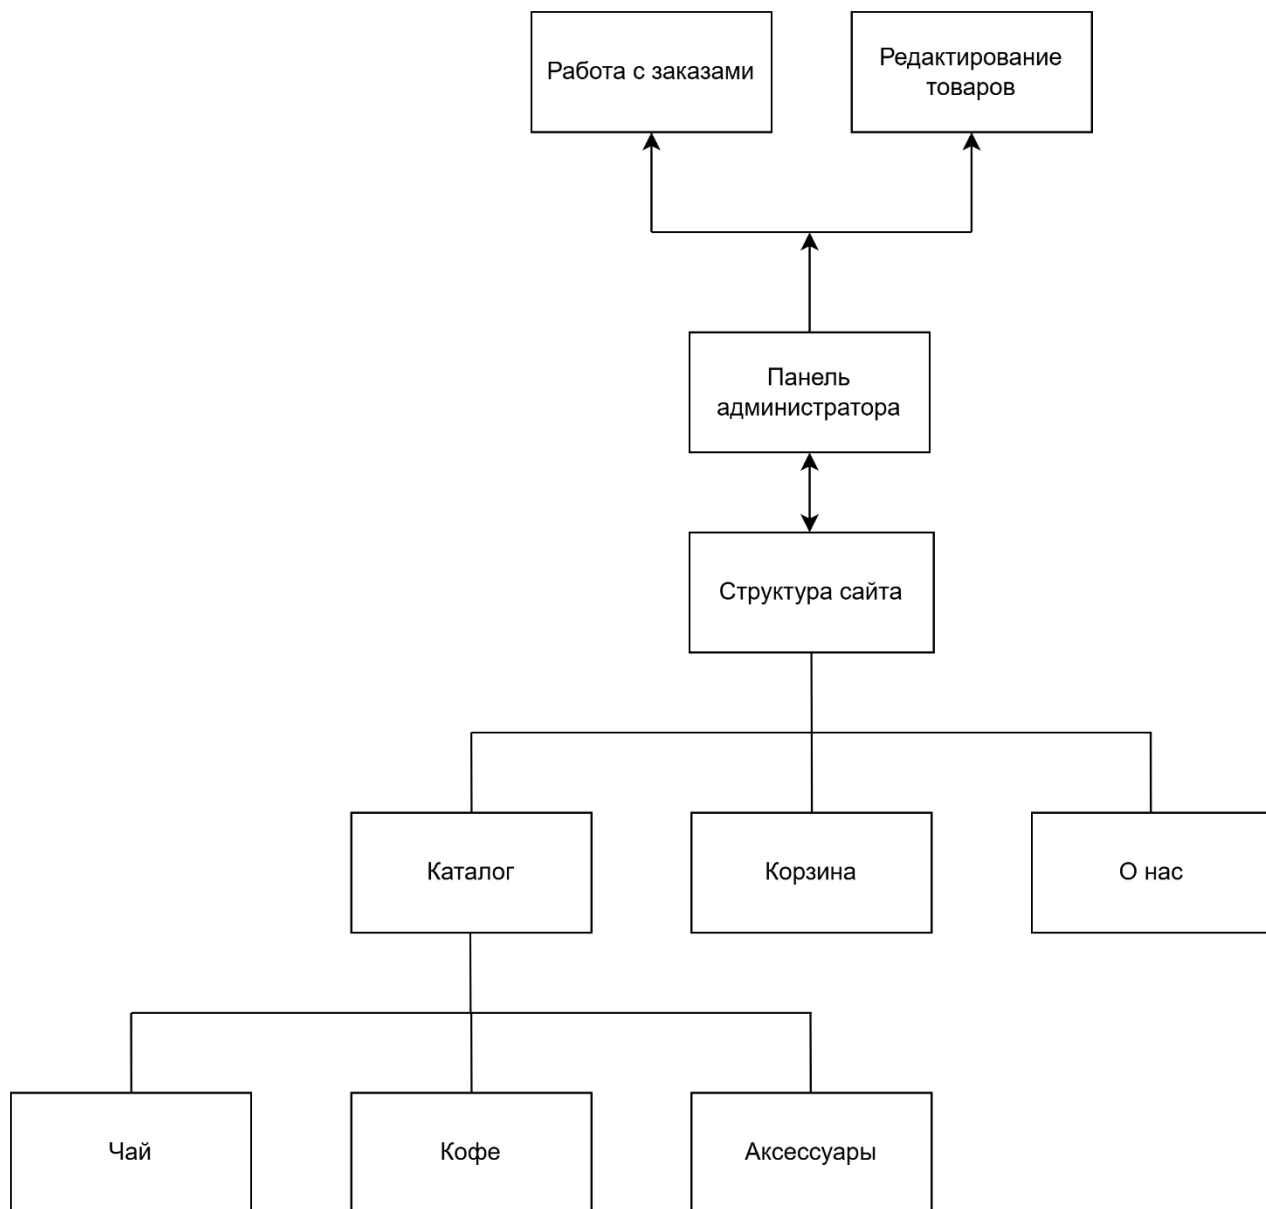 Работа с заказами
Редактирование
товаров
Панель
администратора
Структура сайта
Каталог
Корзина
О нас
Чай
Кофе
Аксессуары